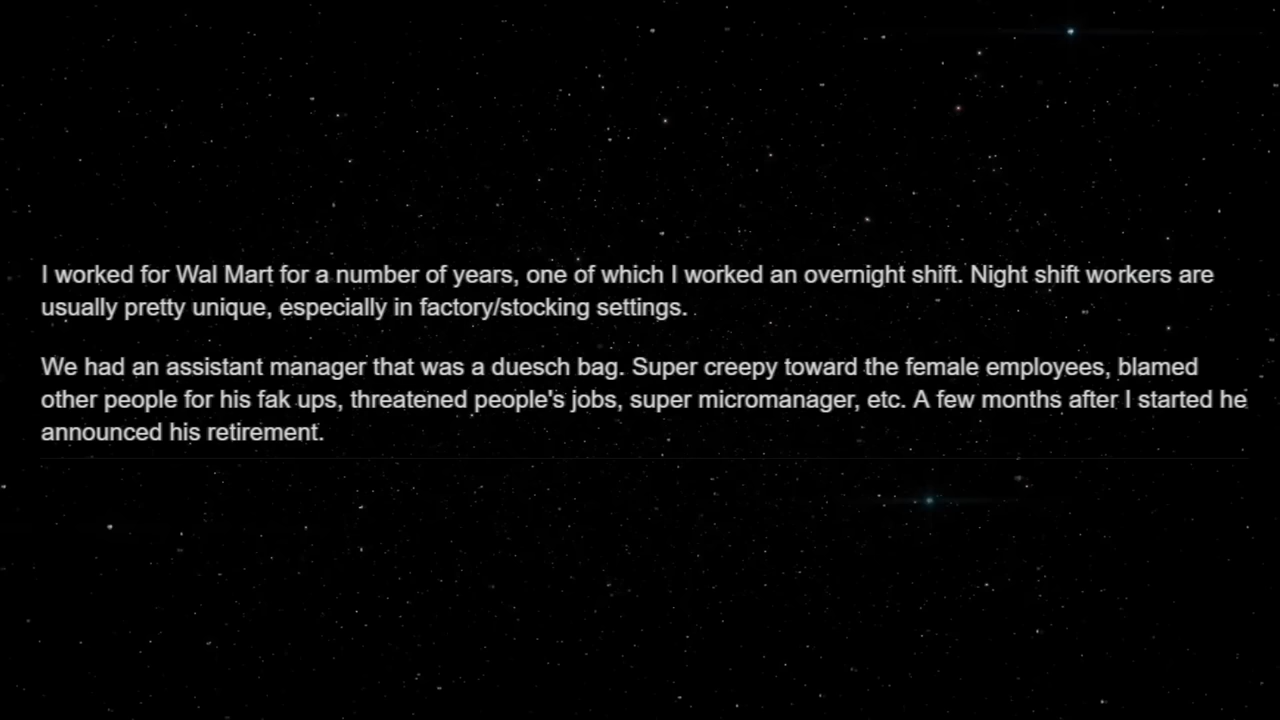 I worked for Wal Mart for a number of years, one of which I worked an overnight shift. Night shift workers are
usually pretty unique, especially in factory/stocking settings.
We had an assistant manager that was a duesch bag. Super creepy toward the female employees, blamed
other people for his fak ups, threatened people's jobs, super micromanager, etc. A few months after I started he
announced his retirement.